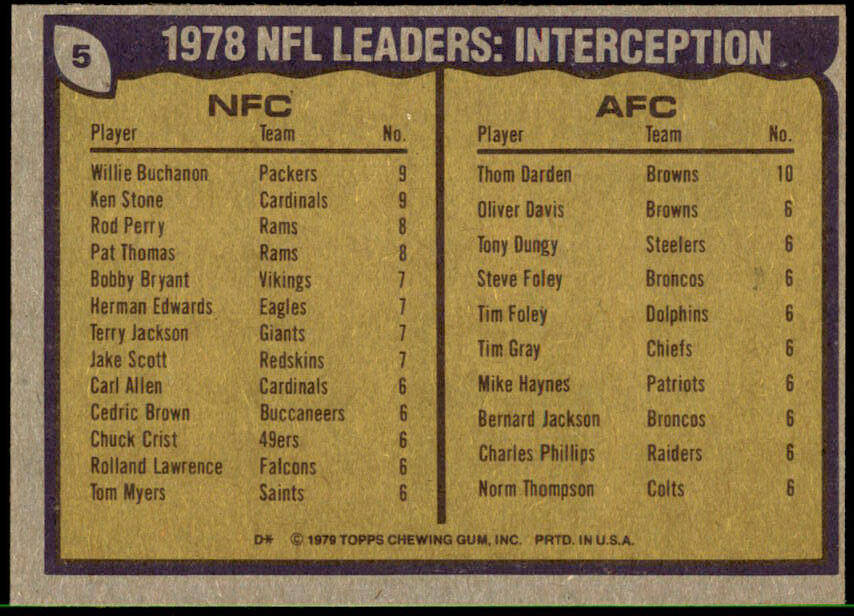 5
1978 NFL LEADERS: INTERCEPTION
NFC
Player Team No.
Willie Buchanon Packers 9
Ken Stone Cardinals 9
Rod Perry Rams 8
Pat Thomas Rams 8
Bobby Bryant Vikings 7
Herman Edwards Eagles 7
Terry Jackson Giants 7
Jake Scott Redskins 7
Carl Allen Cardinals 6
Cedric Brown Buccaneers 6
Chuck Crist 49ers 6
Rolland Lawrence Falcons 6
Tom Myers Saints 6
AFC
Player Team No.
Thom Darden Browns 10
Oliver Davis Browns 6
Tony Dungy Steelers 6
Steve Foley Broncos 6
Tim Foley Dolphins 6
Tim Gray Chiefs 6
Mike Haynes Patriots 6
Bernard Jackson Broncos 6
Charles Phillips Raiders 6
Norm Thompson Colts 6
D* © 1979 TOPPS CHEWING GUM, INC. PRTD. IN U.S.A.